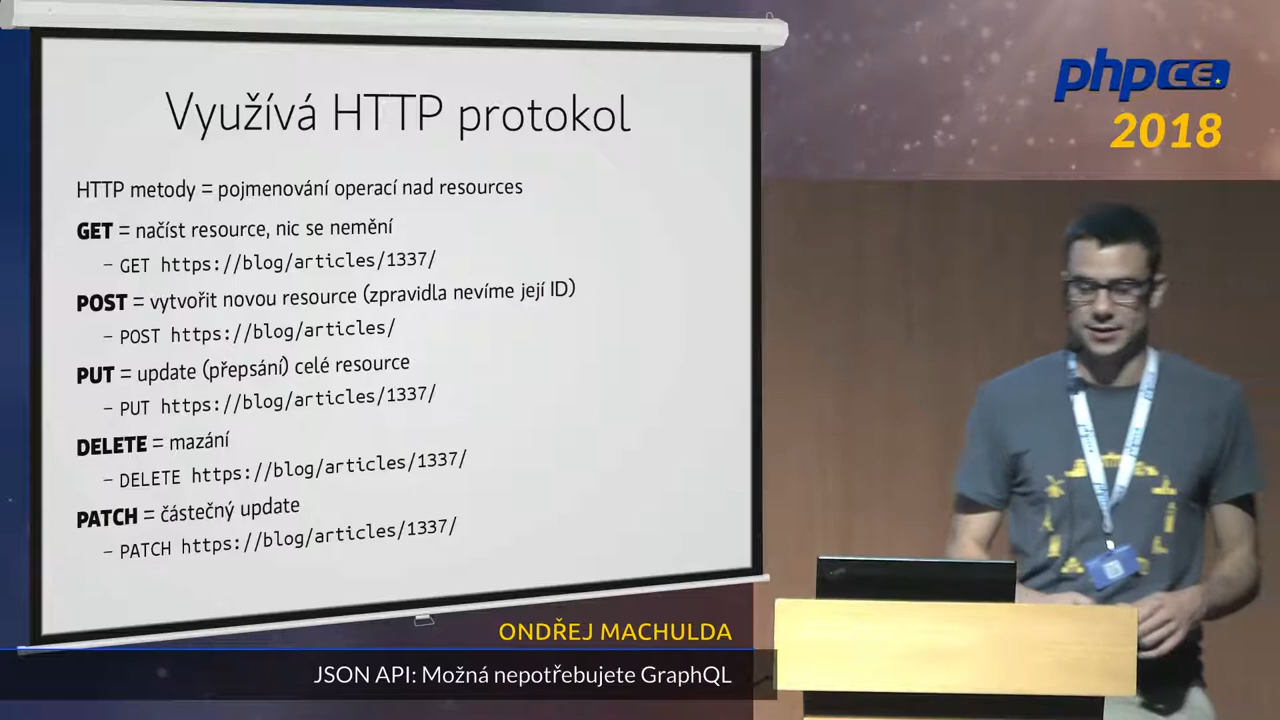 Využívá HTTP protokol
HTTP metody = pojmenování operací nad resources
GET = načíst resource, nic se nemění
– GET https://blog/articles/1337/
POST = vytvořit novou resource (zpravidla nevíme její ID)
– POST https://blog/articles/
PUT = update (přepsání) celé resource
– PUT https://blog/articles/1337/
DELETE = mazání
– DELETE https://blog/articles/1337/
PATCH = částečný update
– PATCH https://blog/articles/1337/
phpCE.
2018
ONDŘEJ MACHULDA
JSON API: Možná nepotřebujete GraphQL